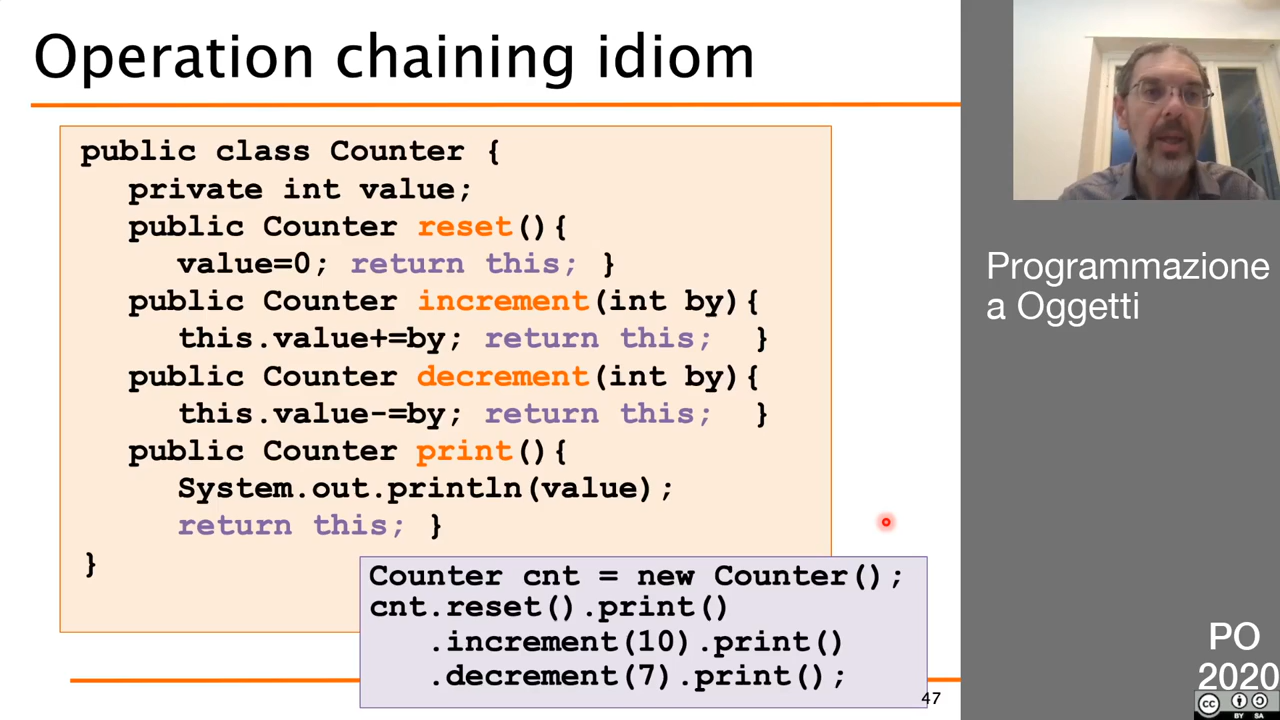 Operation chaining idiom
public class Counter {
private int value;
public Counter reset(){
value=0; return this; }
public Counter increment(int by){
this.value+=by; return this; }
public Counter decrement(int by){
this.value-=by; return this; }
public Counter print(){
System.out.println(value);
return this; }
}
Counter cnt = new Counter();
cnt.reset().print()
.increment(10).print()
.decrement(7).print();
47
Programmazione
a Oggetti
PO
2020
cc
BY SA